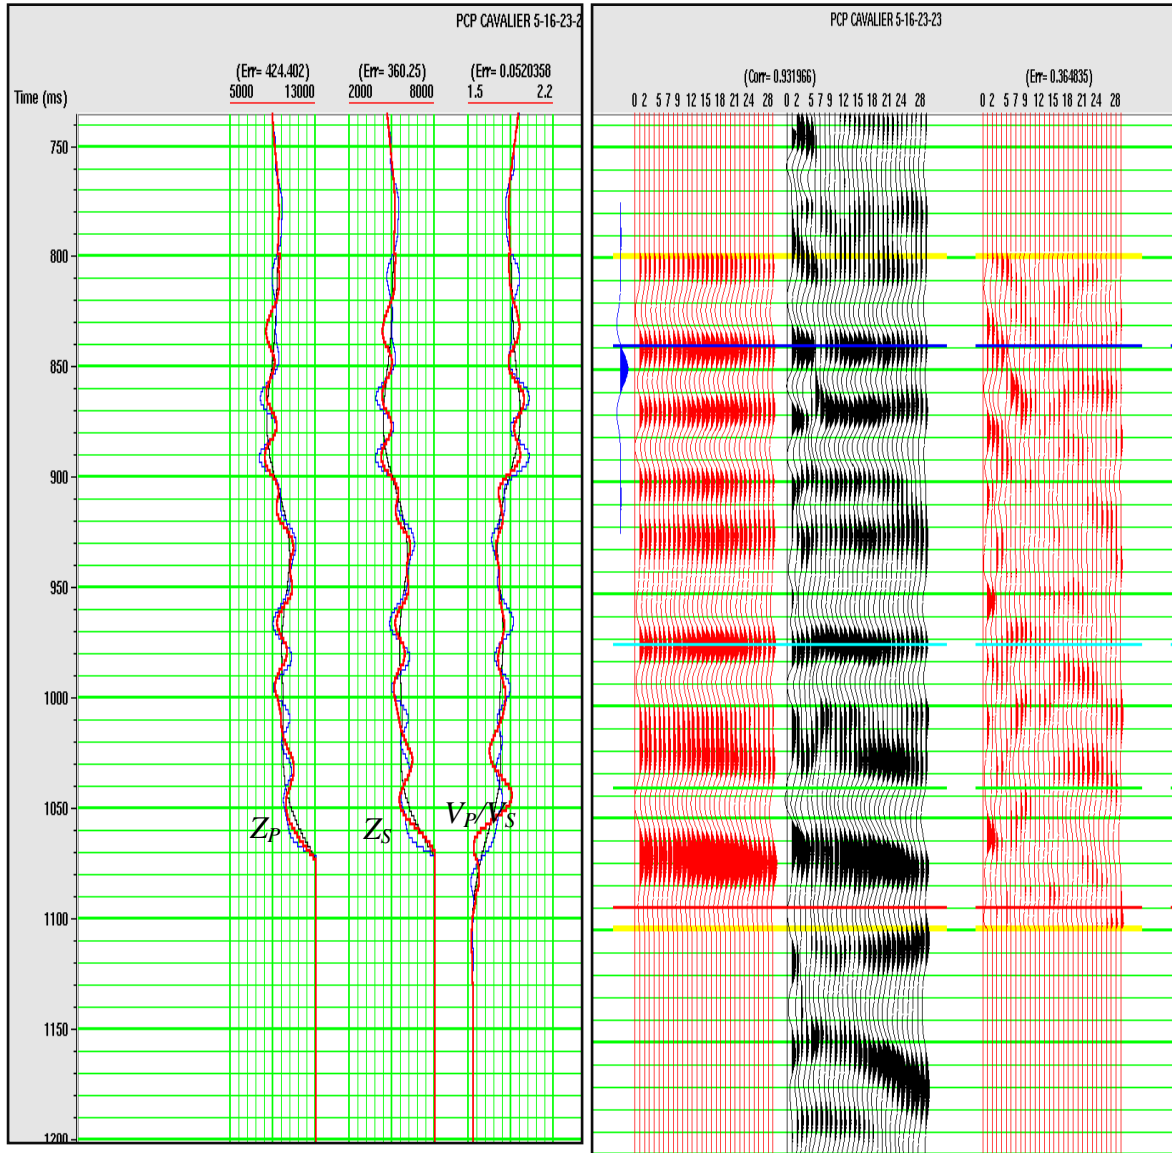 PCP CAVALIER 5-16-23-2
(Err= 424.402) (Err= 360.25) (Err= 0.0520358
5000 13000 2000 8000 1.5 2.2
Time (ms)
750
800
850
900
950
1000
1050
1100
1150
1200
Z_P Z_S V_P/V_S
PCP CAVALIER 5-16-23-23
(Corr= 0.931966) (Err= 0.364835)
0 2 5 7 9 12 15 18 21 24 28 0 2 5 7 9 12 15 18 21 24 28 0 2 5 7 9 12 15 18 21 24 28